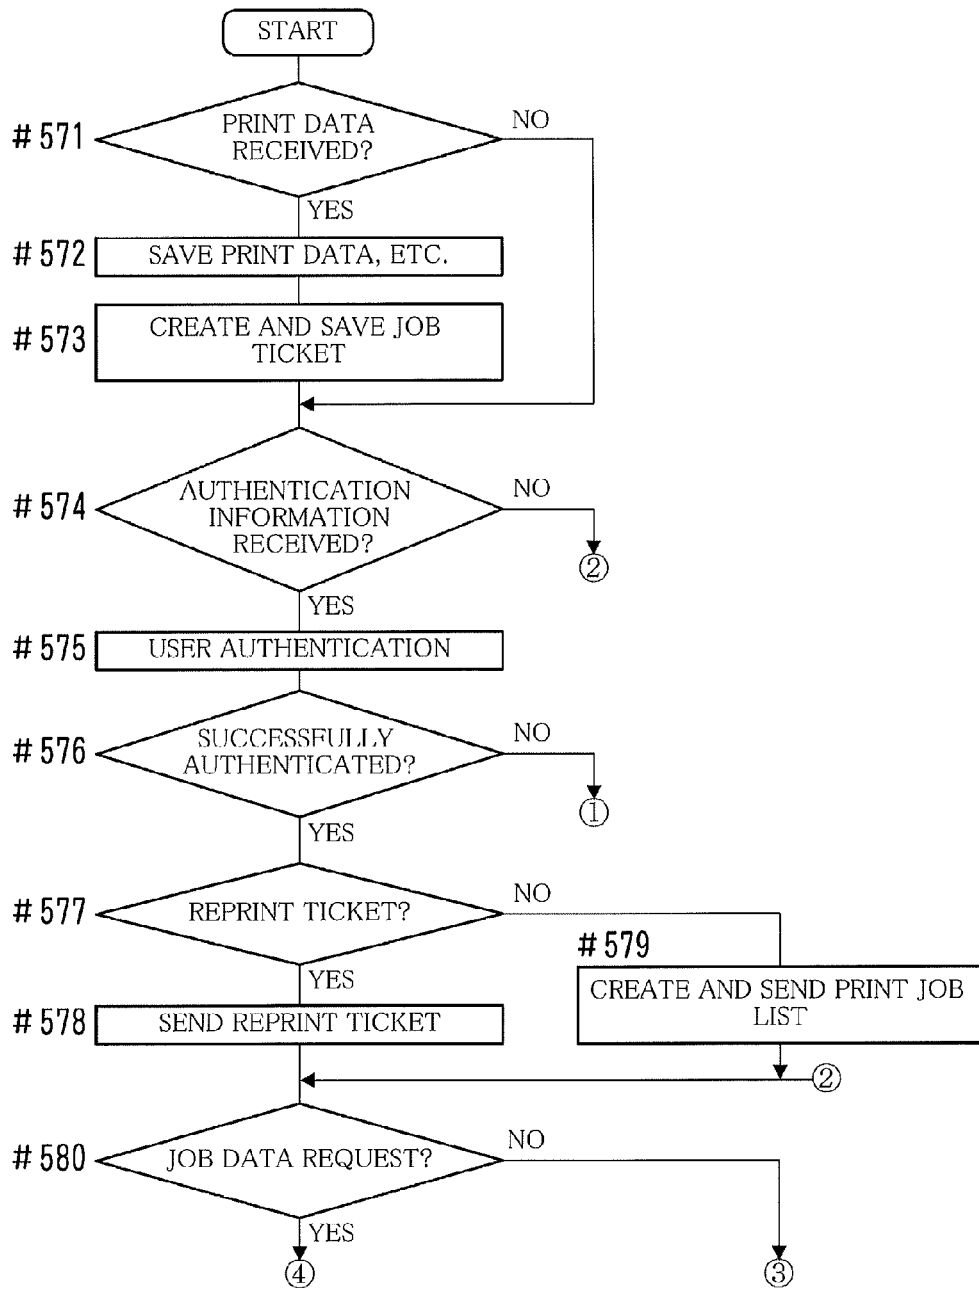 START
#571
PRINT DATA
RECEIVED?
NO
YES
#572
SAVE PRINT DATA, ETC.
#573
CREATE AND SAVE JOB
TICKET
#574
AUTHENTICATION
INFORMATION
RECEIVED?
NO
②
YES
#575
USER AUTHENTICATION
#576
SUCCESSFULLY
AUTHENTICATED?
NO
①
YES
#577
REPRINT TICKET?
NO
YES
#579
CREATE AND SEND PRINT JOB
LIST
#578
SEND REPRINT TICKET
②
#580
JOB DATA REQUEST?
NO
YES
④
③